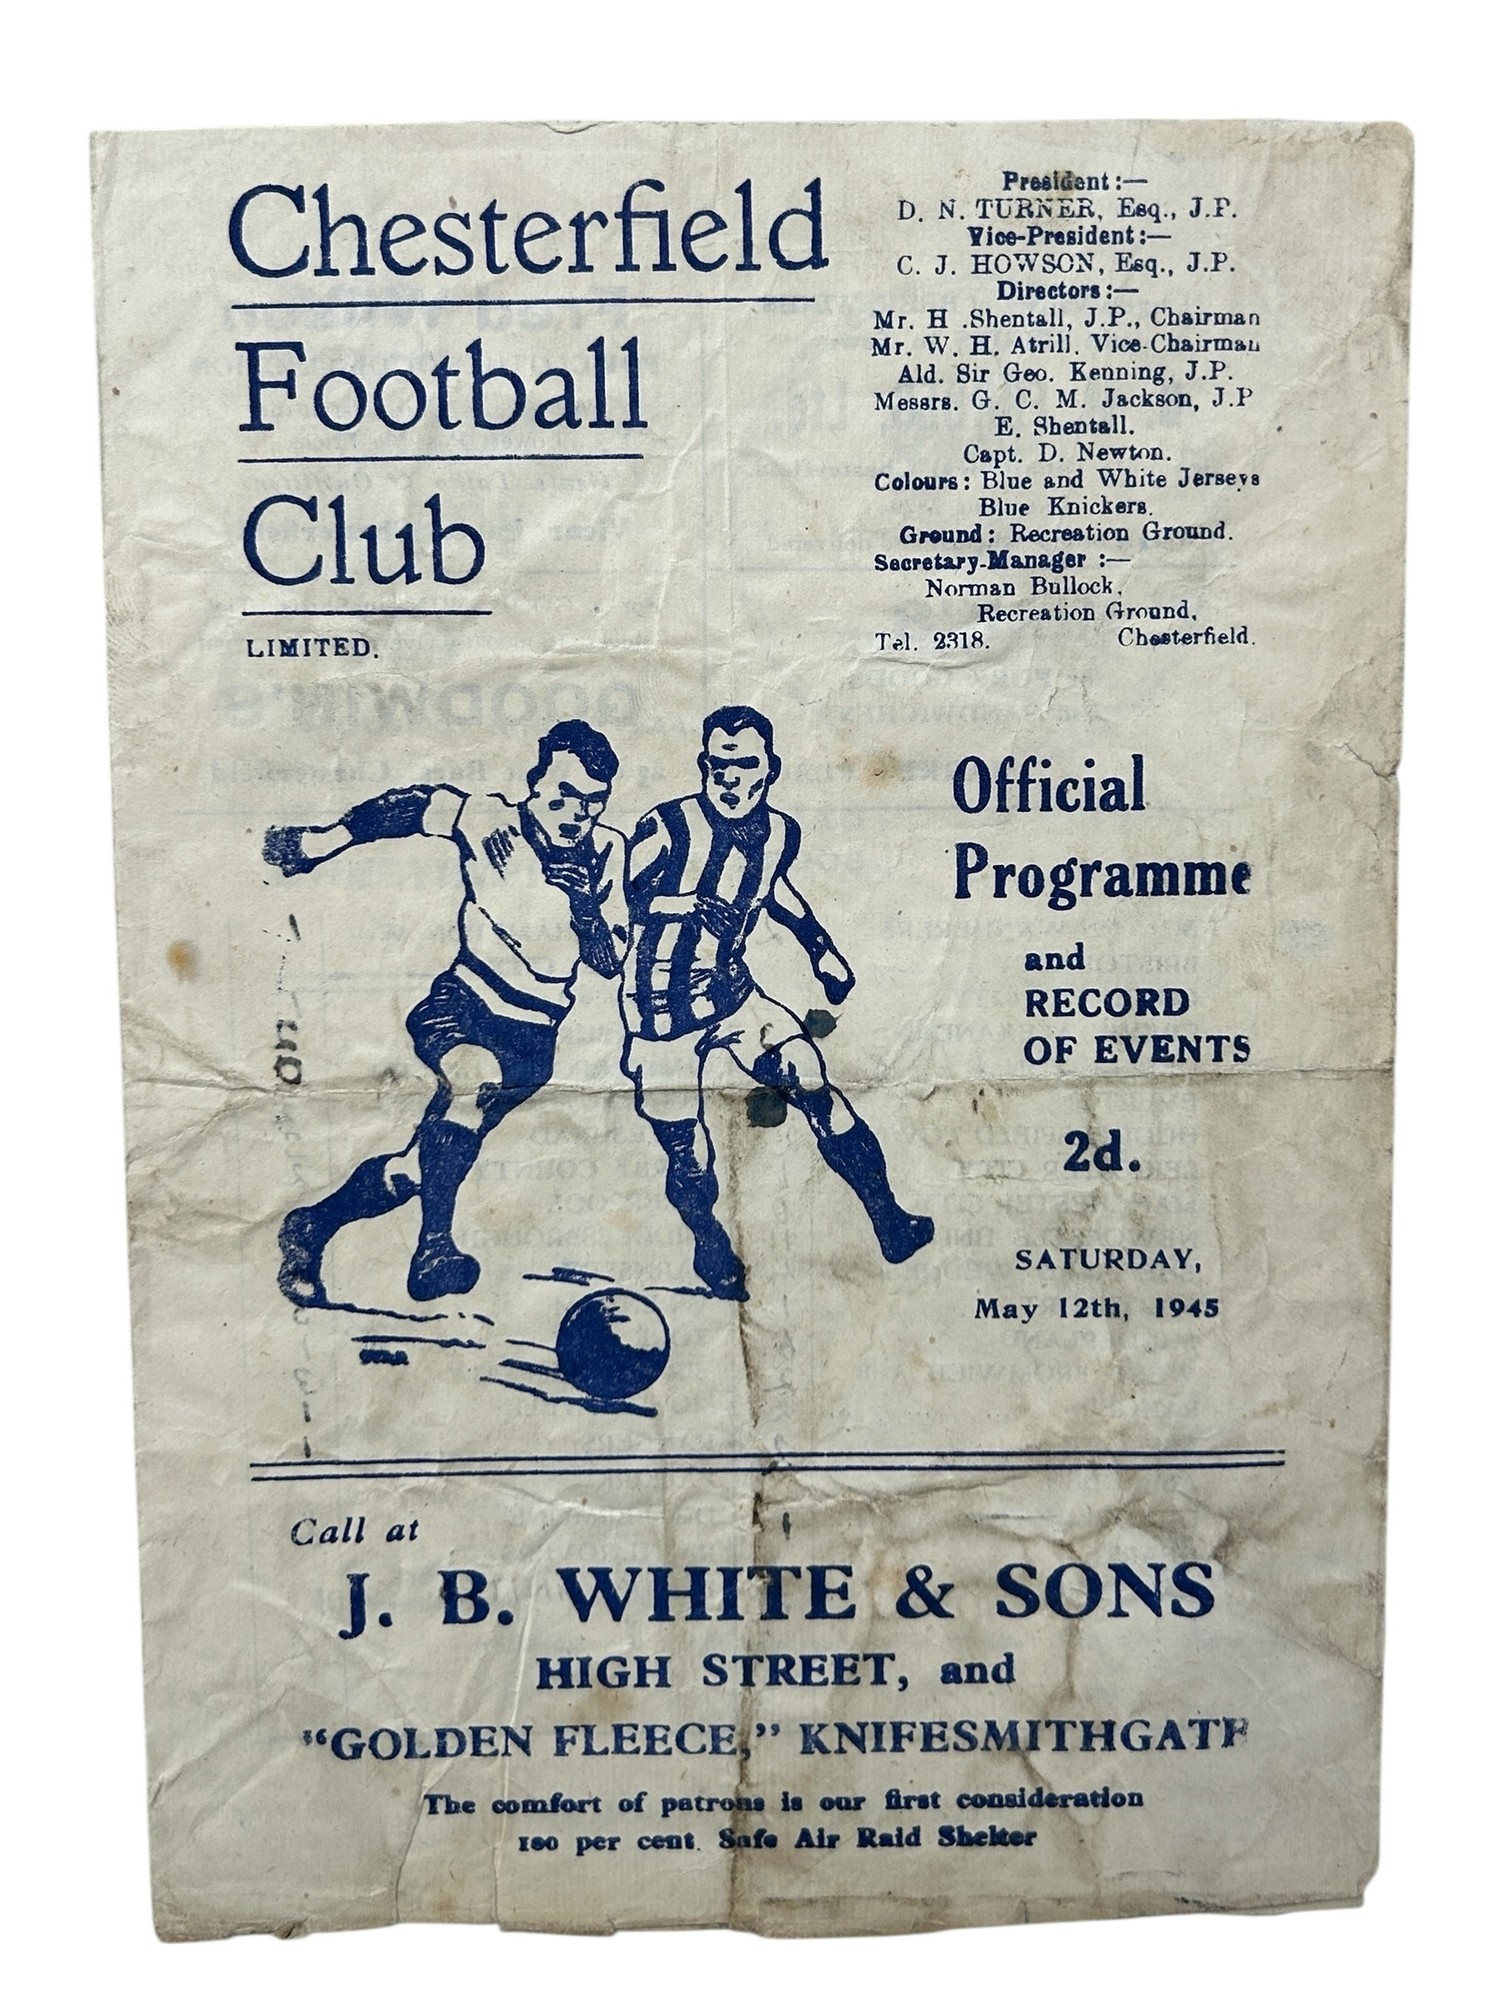 Chesterfield
Football
Club
LIMITED.
President :—
D. N. TURNER, Esq., J.P.
Vice-President :—
C. J. HOWSON, Esq., J.P.
Directors :—
Mr. H .Shentall, J.P., Chairman
Mr. W. H. Atrill. Vice-Chairman
Ald. Sir Geo. Kenning, J.P.
Messrs. G. C. M. Jackson, J.P
E. Shentall.
Capt. D. Newton.
Colours : Blue and White Jerseys
Blue Knickers.
Ground : Recreation Ground.
Secretary-Manager :—
Norman Bullock,
Recreation Ground,
Tel. 2318. Chesterfield.
Official
Programme
and
RECORD
OF EVENTS
2d.
SATURDAY,
May 12th, 1945
Call at
J. B. WHITE & SONS
HIGH STREET, and
"GOLDEN FLEECE," KNIFESMITHGATE
The comfort of patrons is our first consideration
100 per cent. Safe Air Raid Shelter